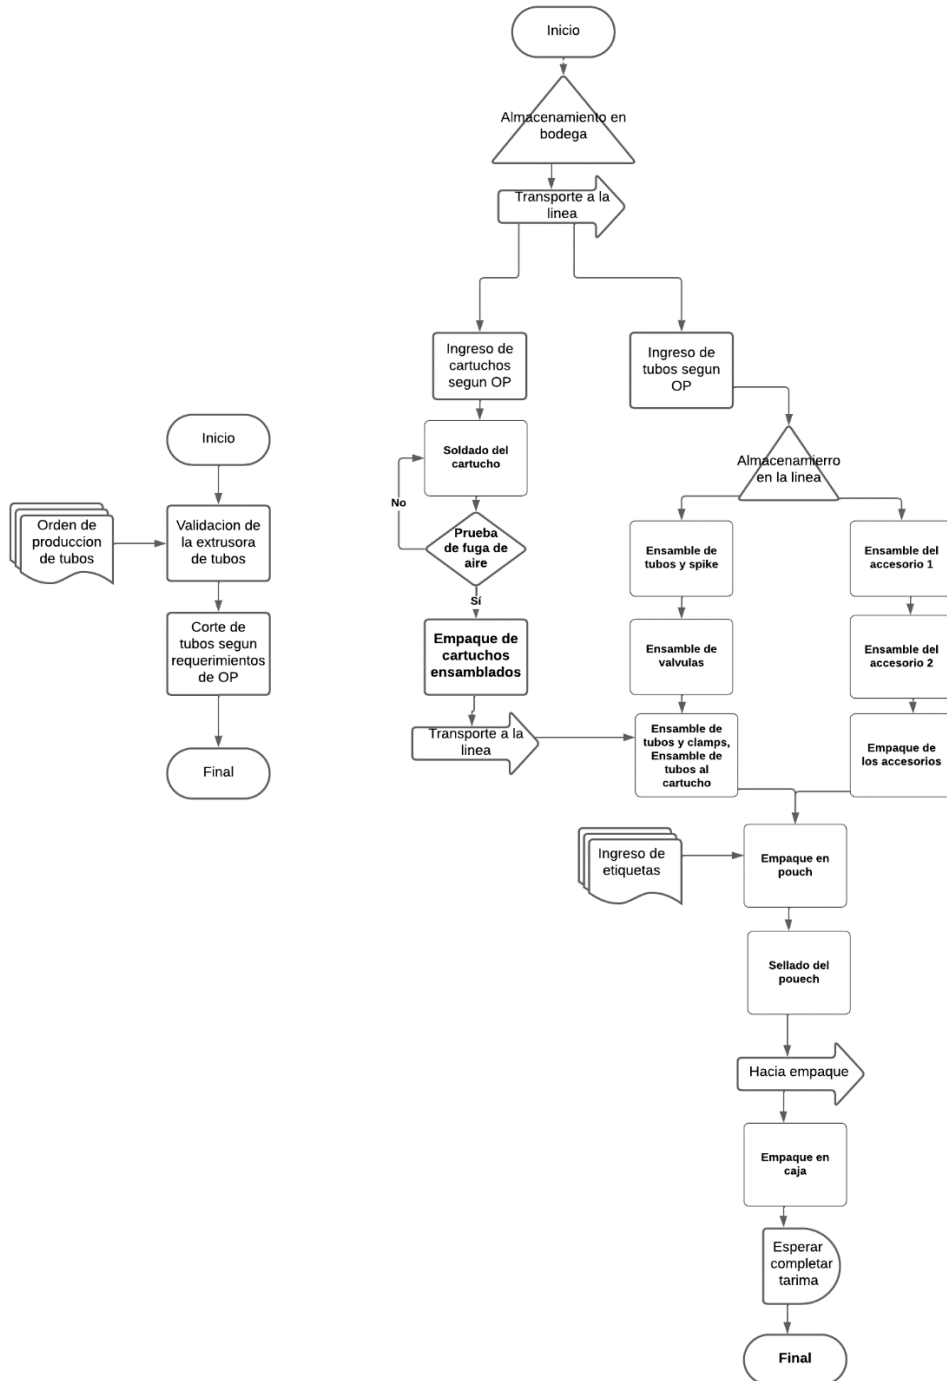 Inicio
Almacenamiento en
bodega
Transporte a la
linea
Ingreso de
cartuchos
segun OP
Ingreso de
tubos segun
OP
Inicio
Soldado del
cartucho
Almacenamierro
en la linea
No
Orden de
produccion
de tubos
Validacion de
la extrusora
de tubos
Prueba
de fuga de
aire
Ensamble de
tubos y spike
Ensamble del
accesorio 1
Sí
Corte de
tubos segun
requerimientos
de OP
Empaque de
cartuchos
ensamblados
Ensamble de
valvulas
Ensamble del
accesorio 2
Transporte a la
linea
Ensamble de
tubos y clamps,
Ensamble de
tubos al
cartucho
Empaque de
los accesorios
Final
Ingreso de
etiquetas
Empaque en
pouch
Sellado del
pouech
Hacia empaque
Empaque en
caja
Esperar
completar
tarima
Final